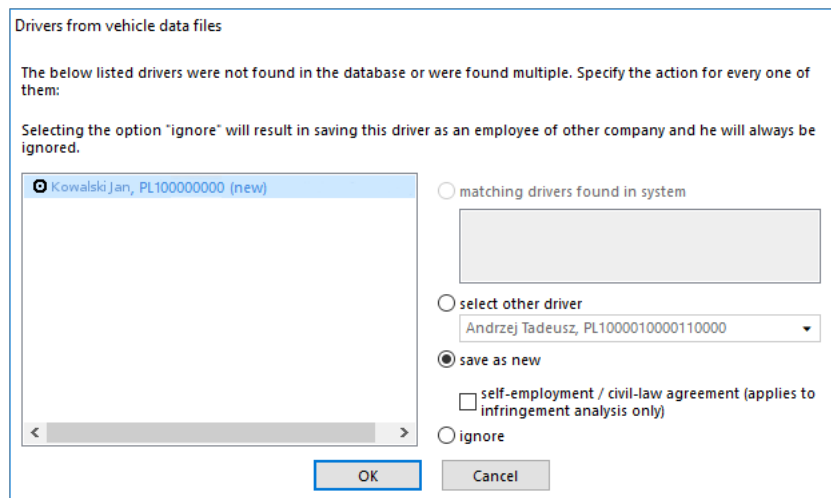 Drivers from vehicle data files
The below listed drivers were not found in the database or were found multiple. Specify the action for every one of
them:
Selecting the option "ignore" will result in saving this driver as an employee of other company and he will always be
ignored.
Kowalski Jan, PL100000000 (new)
matching drivers found in system
select other driver
Andrzej Tadeusz, PL1000010000110000
save as new
self-employment / civil-law agreement (applies to
infringement analysis only)
ignore
OK
Cancel